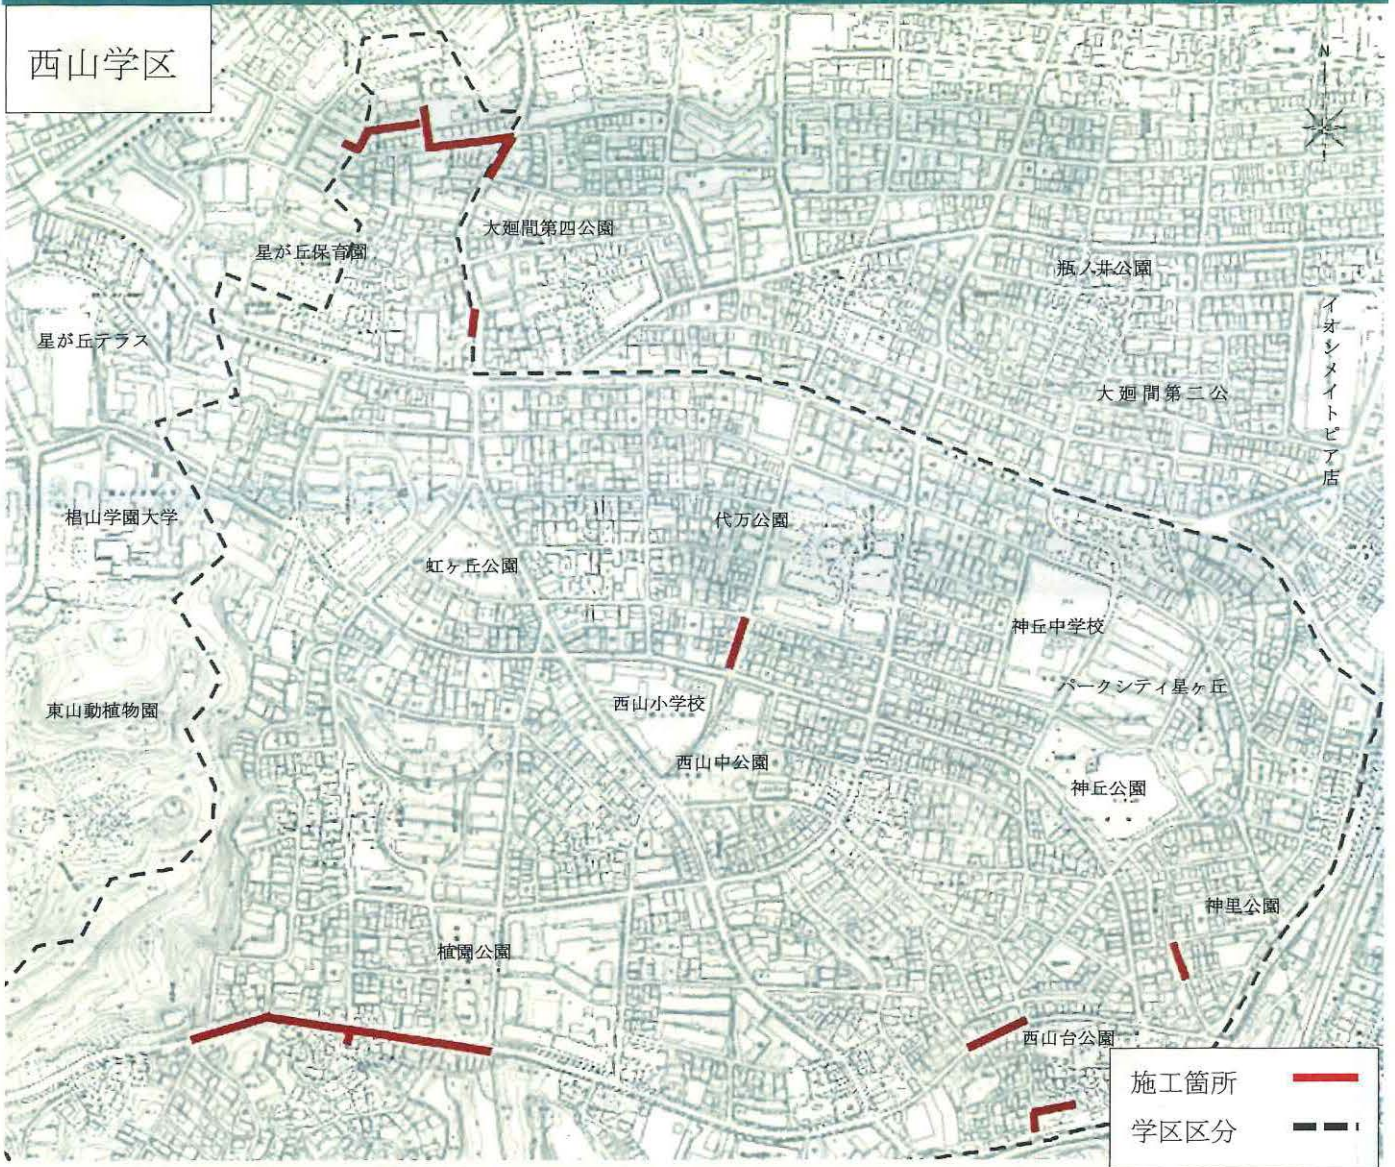 西山学区
N
大廻間第四公園
星が丘保育園
瓶ノ井公園
イオンメイトピア店
星が丘テラス
大廻間第二公
椙山学園大学
代万公園
虹ヶ丘公園
神丘中学校
パークシティ星ヶ丘
西山小学校
東山動植物園
西山中公園
神丘公園
神里公園
植園公園
西山台公園
施工箇所
学区区分